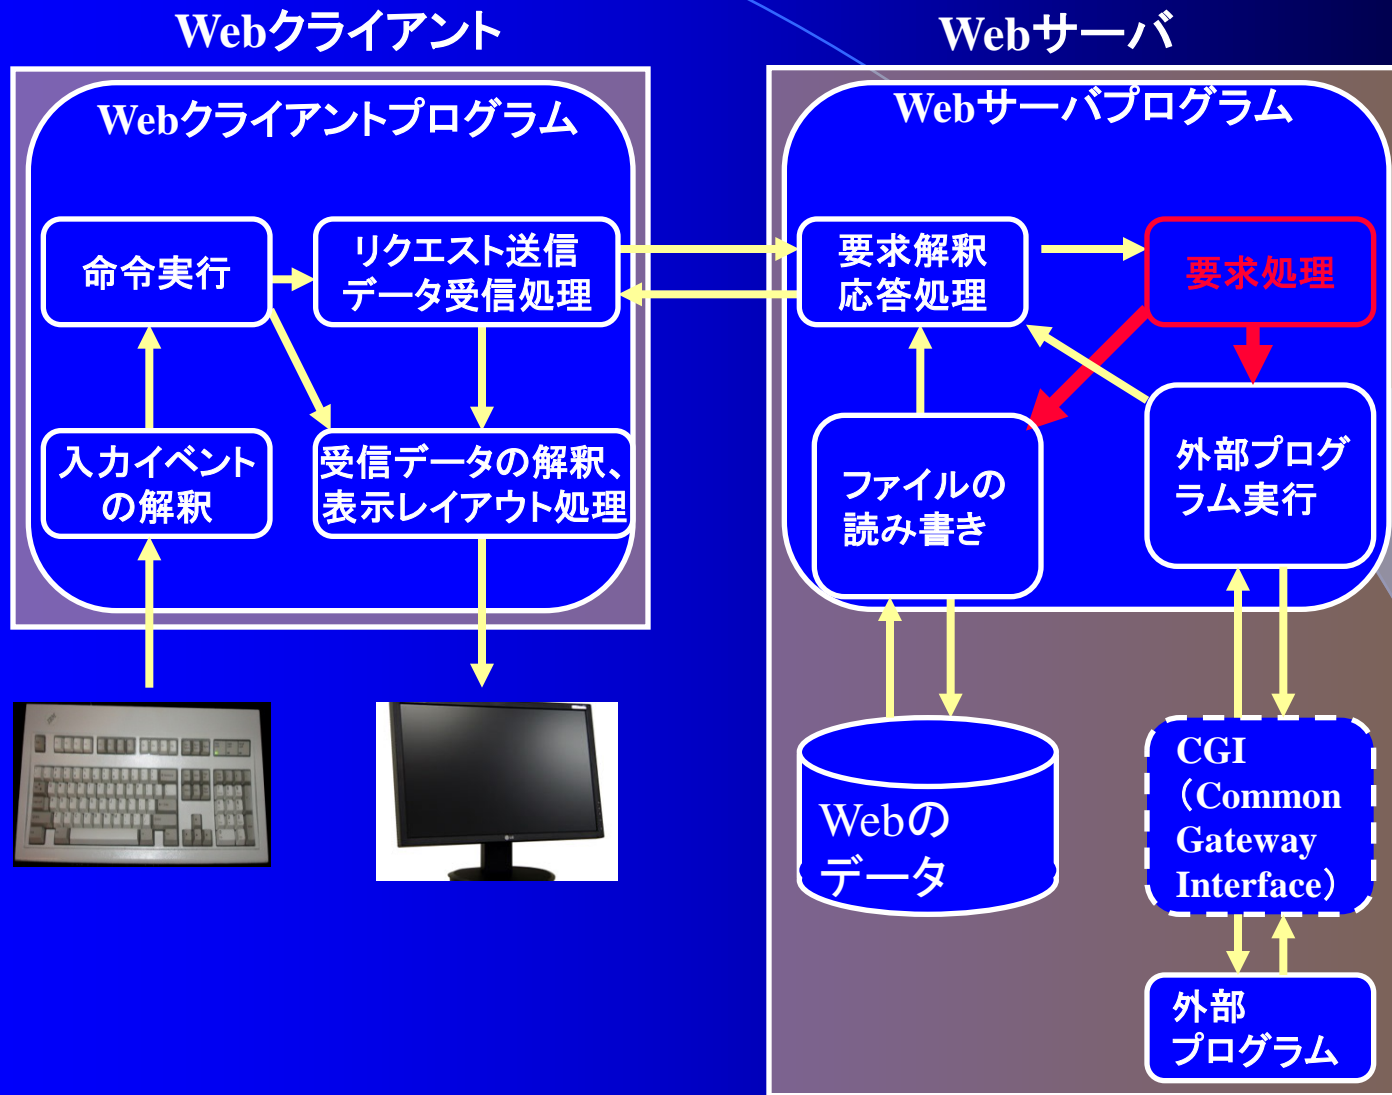 Webクライアント
Webサーバ
Webクライアントプログラム
命令実行
リクエスト送信
データ受信処理
入力イベント
の解釈
受信データの解釈、
表示レイアウト処理
Webサーバプログラム
要求解釈
応答処理
要求処理
ファイルの
読み書き
外部プログ
ラム実行
Webの
データ
CGI
（Common
Gateway
Interface）
外部
プログラム